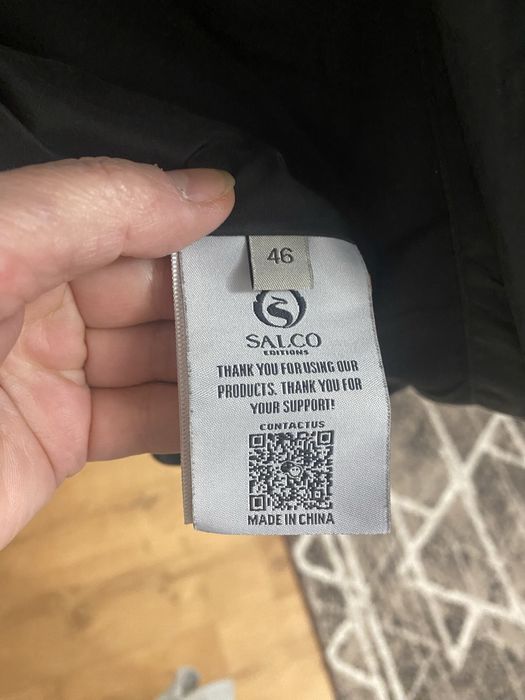 46
SALCO
EDITIONS
THANK YOU FOR USING OUR
PRODUCTS. THANK YOU FOR
YOUR SUPPORT!
CONTACTUS
MADE IN CHINA